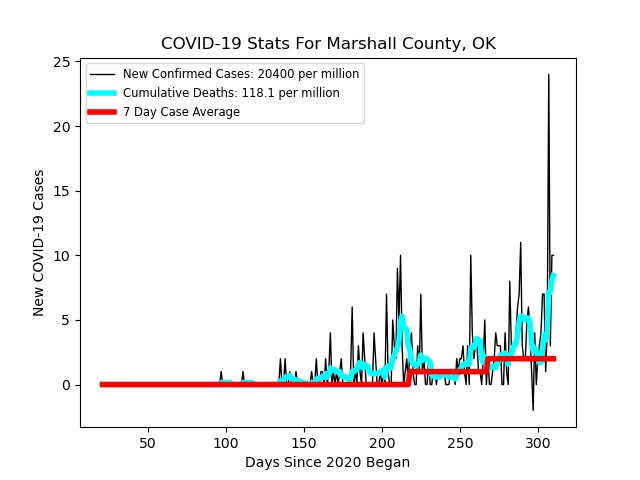 COVID-19 Stats For Marshall County, OK
New Confirmed Cases: 20400 per million
Cumulative Deaths: 118.1 per million
7 Day Case Average
New COVID-19 Cases
25
20
15
10
5
0
50 100 150 200 250 300
Days Since 2020 Began